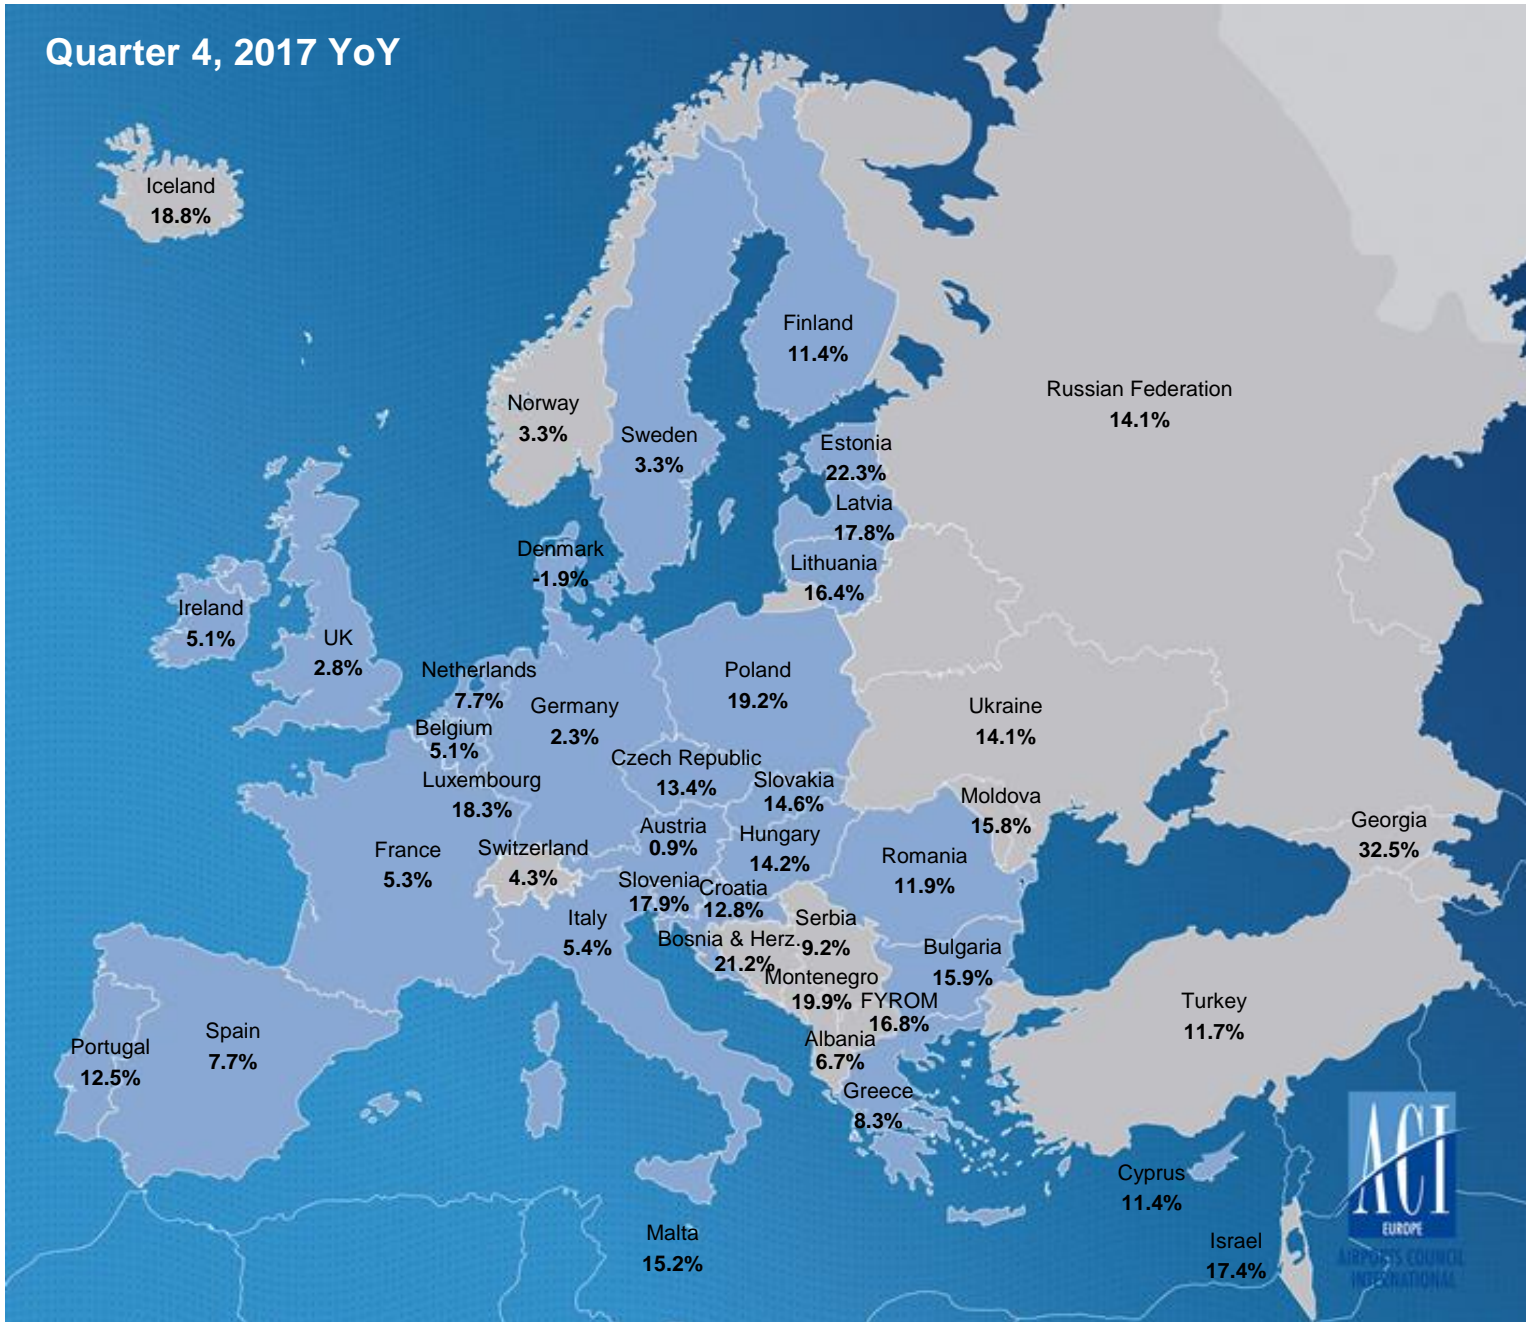 Quarter 4, 2017 YoY
Iceland
18.8%
Finland
11.4%
Russian Federation
14.1%
Norway
3.3%
Sweden
3.3%
Estonia
22.3%
Latvia
17.8%
Denmark
-1.9%
Lithuania
16.4%
Ireland
5.1%
UK
2.8%
Netherlands
7.7%
Poland
19.2%
Germany
2.3%
Ukraine
14.1%
Belgium
5.1%
Czech Republic
13.4%
Luxembourg
18.3%
Slovakia
14.6%
Moldova
15.8%
Georgia
32.5%
Austria
0.9%
Hungary
14.2%
France
5.3%
Switzerland
4.3%
Romania
11.9%
Slovenia
17.9%
Croatia
12.8%
Italy
5.4%
Serbia
9.2%
Bosnia & Herz.
21.2%
Bulgaria
15.9%
Montenegro
19.9%
FYROM
16.8%
Turkey
11.7%
Spain
7.7%
Portugal
12.5%
Albania
6.7%
Greece
8.3%
Cyprus
11.4%
Malta
15.2%
Israel
17.4%
ACI
EUROPE
AIRPORTS COUNCIL
INTERNATIONAL